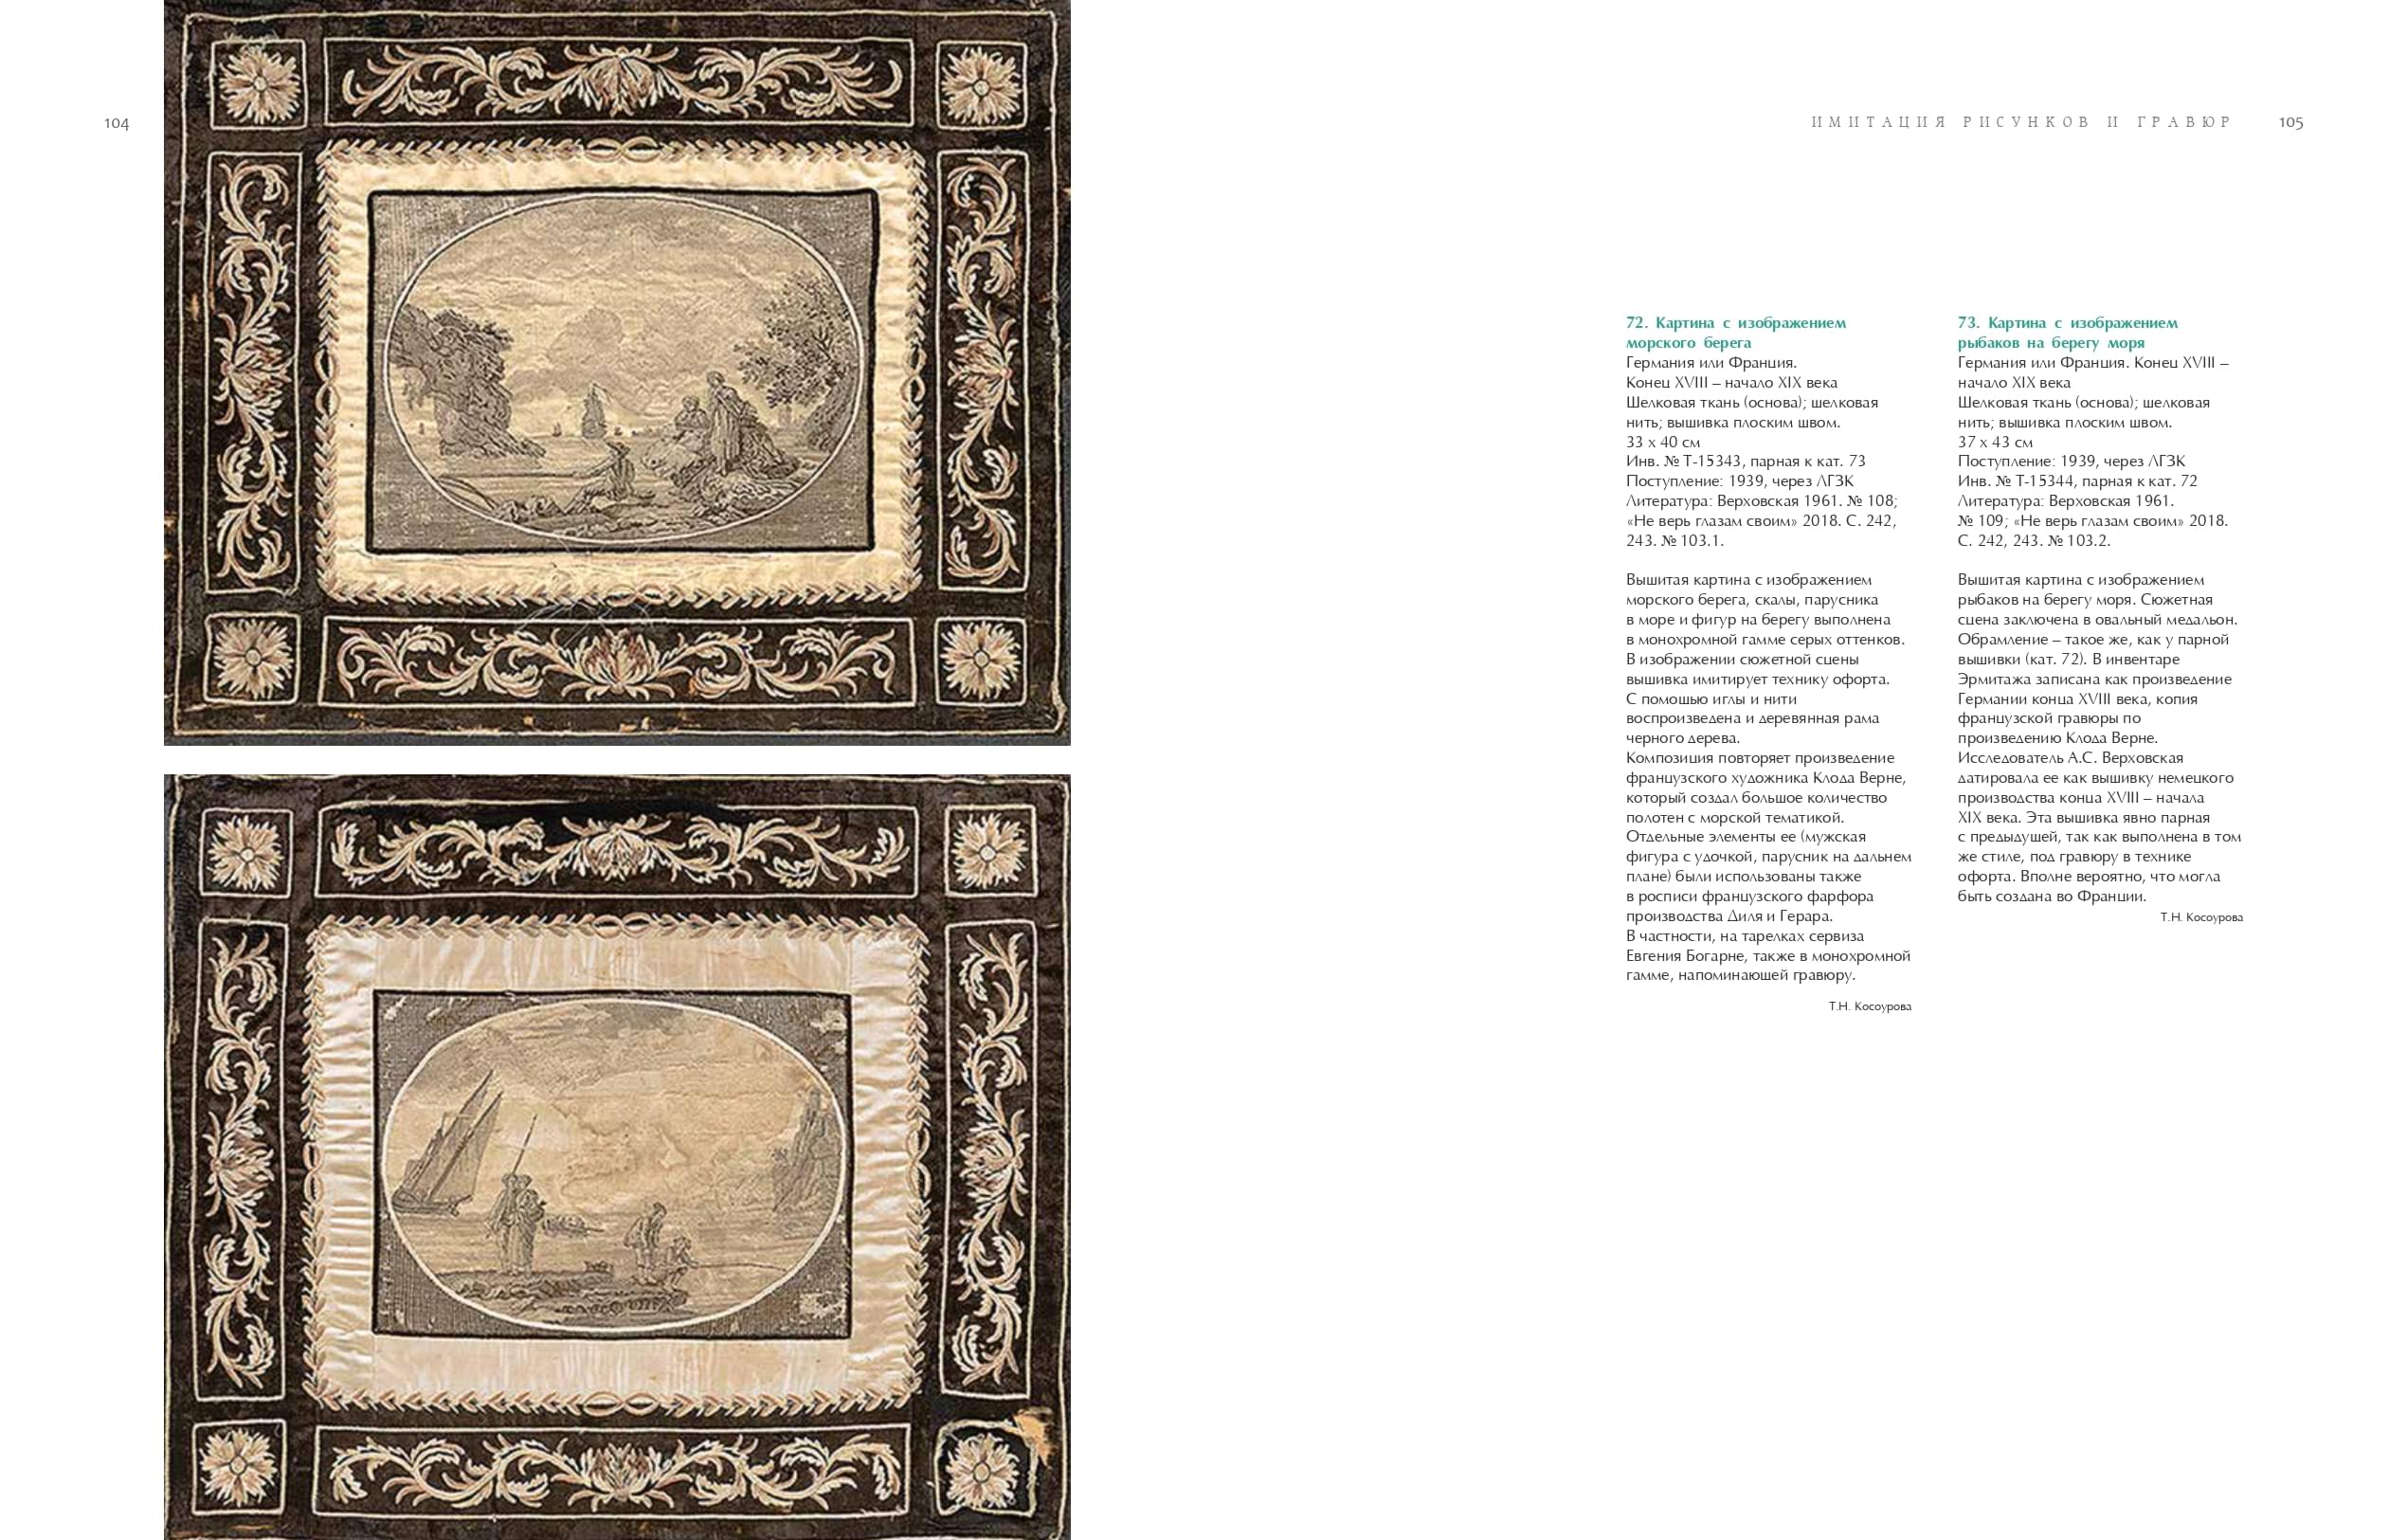 104
ИМИТАЦИЯ РИСУНКОВ И ГРАВЮР 105
72. Картина с изображением
морского берега
Германия или Франция.
Конец XVIII – начало XIX века
Шелковая ткань (основа); шелковая
нить; вышивка плоским швом.
33 х 40 см
Инв. № Т-15343, парная к кат. 73
Поступление: 1939, через ЛГЗК
Литература: Верховская 1961. № 108;
«Не верь глазам своим» 2018. С. 242,
243. № 103.1.
Вышитая картина с изображением
морского берега, скалы, парусника
в море и фигур на берегу выполнена
в монохромной гамме серых оттенков.
В изображении сюжетной сцены
вышивка имитирует технику офорта.
С помощью иглы и нити
воспроизведена и деревянная рама
черного дерева.
Композиция повторяет произведение
французского художника Клода Верне,
который создал большое количество
полотен с морской тематикой.
Отдельные элементы ее (мужская
фигура с удочкой, парусник на дальнем
плане) были использованы также
в росписи французского фарфора
производства Диля и Герара.
В частности, на тарелках сервиза
Евгения Богарне, также в монохромной
гамме, напоминающей гравюру.
Т.Н. Косоурова
73. Картина с изображением
рыбаков на берегу моря
Германия или Франция. Конец XVIII –
начало XIX века
Шелковая ткань (основа); шелковая
нить; вышивка плоским швом.
37 х 43 см
Поступление: 1939, через ЛГЗК
Инв. № Т-15344, парная к кат. 72
Литература: Верховская 1961.
№ 109; «Не верь глазам своим» 2018.
С. 242, 243. № 103.2.
Вышитая картина с изображением
рыбаков на берегу моря. Сюжетная
сцена заключена в овальный медальон.
Обрамление – такое же, как у парной
вышивки (кат. 72). В инвентаре
Эрмитажа записана как произведение
Германии конца XVIII века, копия
французской гравюры по
произведению Клода Верне.
Исследователь А.С. Верховская
датировала ее как вышивку немецкого
производства конца XVIII – начала
XIX века. Эта вышивка явно парная
с предыдущей, так как выполнена в том
же стиле, под гравюру в технике
офорта. Вполне вероятно, что могла
быть создана во Франции.
Т.Н. Косоурова